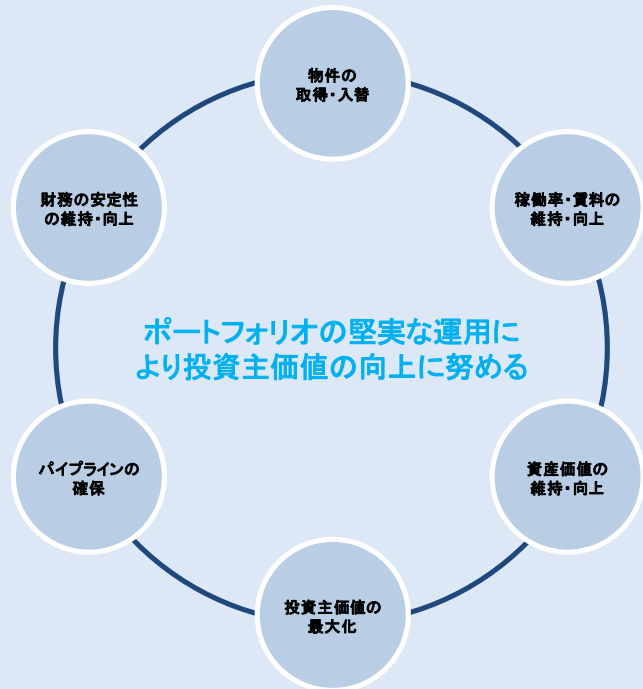 物件の
取得・入替
財務の安定性
の維持・向上
稼働率・賃料の
維持・向上
ポートフォリオの堅実な運用に
より投資主価値の向上に努める
パイプラインの
確保
資産価値の
維持・向上
投資主価値の
最大化